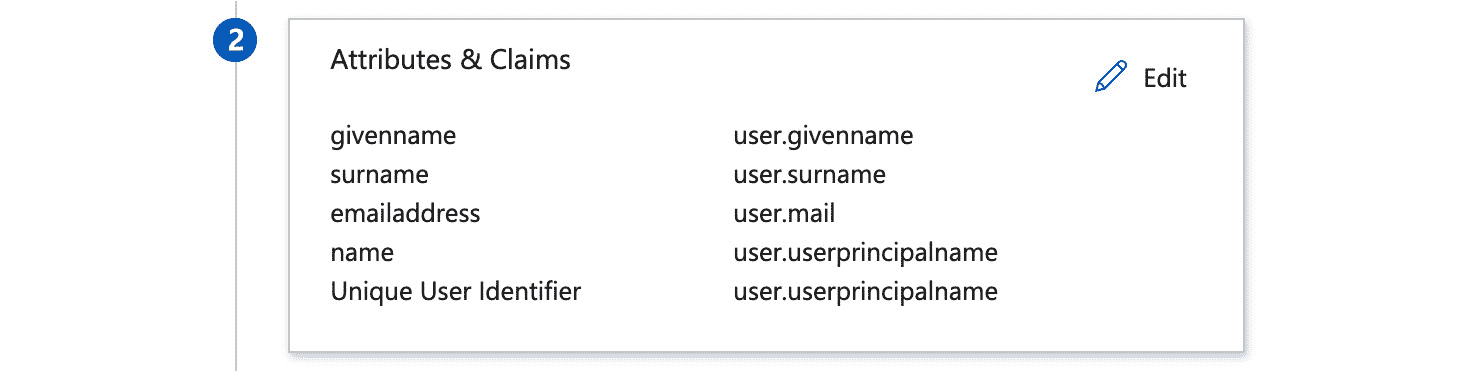 2
Attributes & Claims
Edit
givenname user.givenname
surname user.surname
emailaddress user.mail
name user.userprincipalname
Unique User Identifier user.userprincipalname